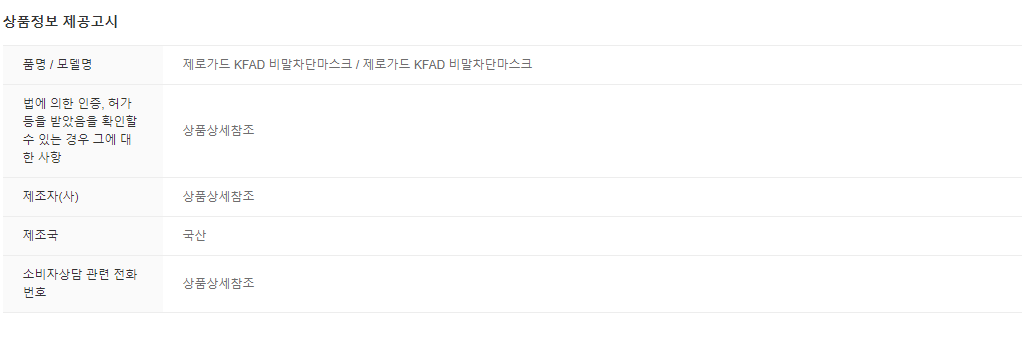 상품정보 제공고시
품명 / 모델명
제로가드 KFAD 비말차단마스크 / 제로가드 KFAD 비말차단마스크
법에 의한 인증, 허가
등을 받았음을 확인할
수 있는 경우 그에 대
한 사항
상품상세참조
제조자(사)
상품상세참조
제조국
국산
소비자상담 관련 전화
번호
상품상세참조